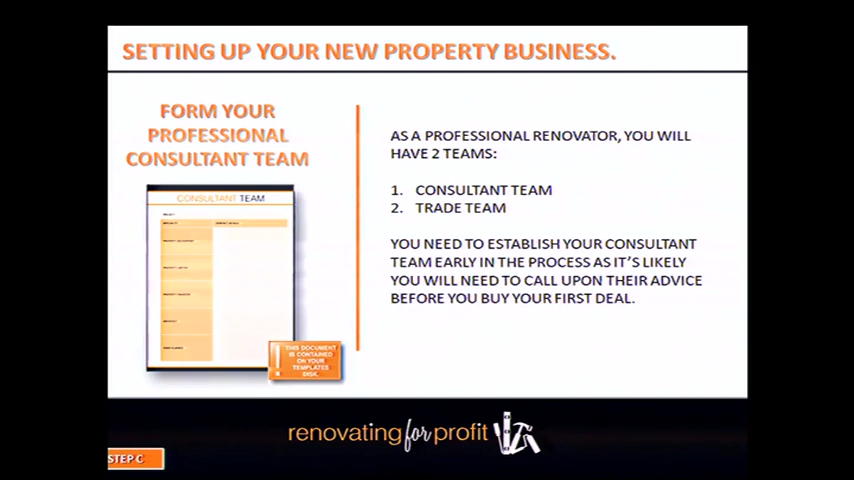 SETTING UP YOUR NEW PROPERTY BUSINESS.
FORM YOUR
PROFESSIONAL
CONSULTANT TEAM
CONSULTANT TEAM
THIS DOCUMENT
IS CONTAINED
ON YOUR
TEMPLATES
DISK.
AS A PROFESSIONAL RENOVATOR, YOU WILL
HAVE 2 TEAMS:
1. CONSULTANT TEAM
2. TRADE TEAM
YOU NEED TO ESTABLISH YOUR CONSULTANT
TEAM EARLY IN THE PROCESS AS IT'S LIKELY
YOU WILL NEED TO CALL UPON THEIR ADVICE
BEFORE YOU BUY YOUR FIRST DEAL.
renovating for profit
STEP C